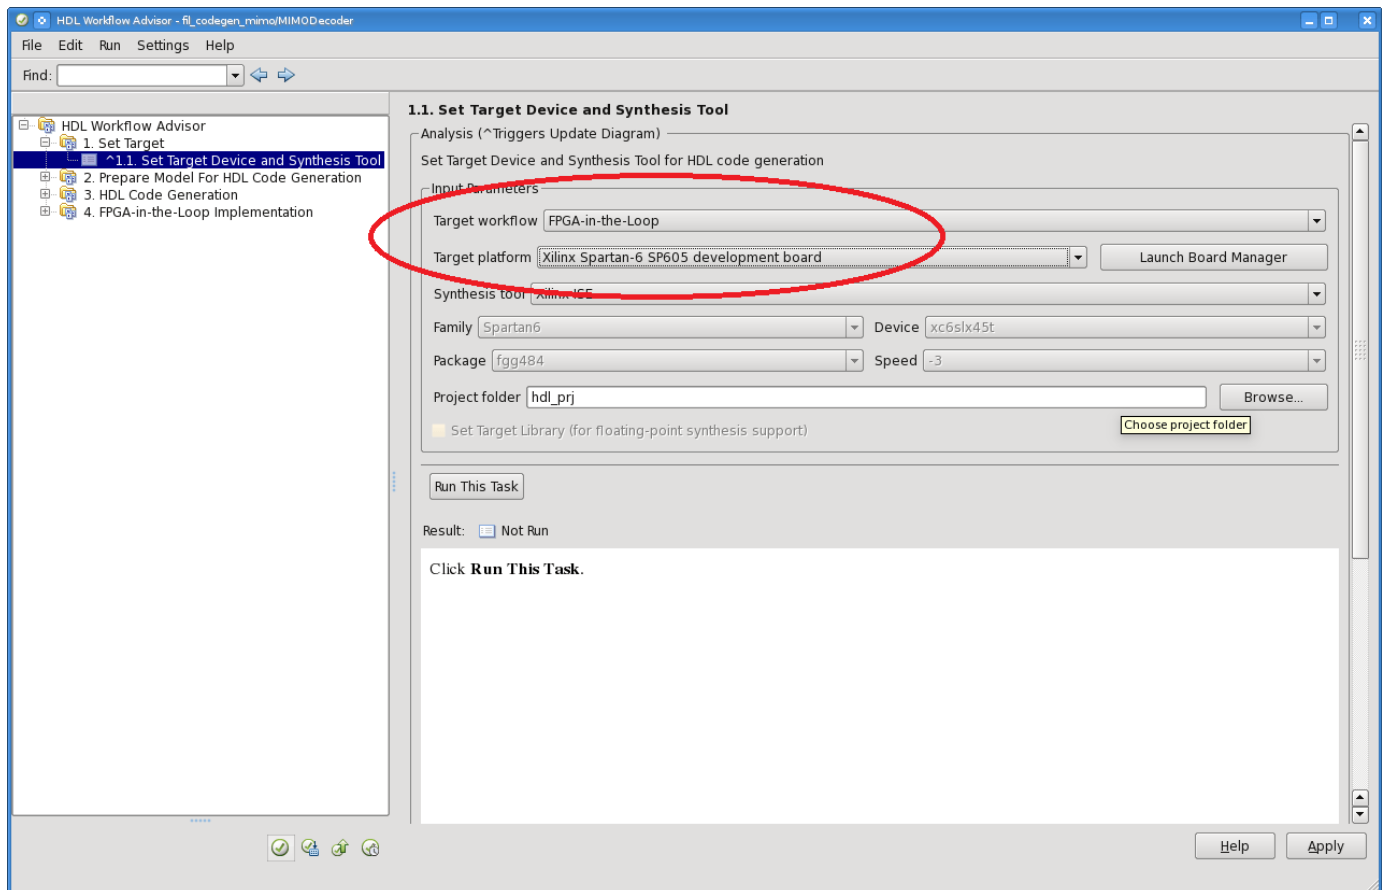 HDL Workflow Advisor - fil_codegen_mimo/MIMODecoder
File Edit Run Settings Help
Find:
HDL Workflow Advisor
1. Set Target
^1.1. Set Target Device and Synthesis Tool
2. Prepare Model For HDL Code Generation
3. HDL Code Generation
4. FPGA-in-the-Loop Implementation
1.1. Set Target Device and Synthesis Tool
Analysis (^Triggers Update Diagram)
Set Target Device and Synthesis Tool for HDL code generation
Input Parameters
Target workflow FPGA-in-the-Loop
Target platform Xilinx Spartan-6 SP605 development board Launch Board Manager
Synthesis tool Xilinx ISE
Family Spartan6 Device xc6slx45t
Package fgg484 Speed -3
Project folder hdl_prj Browse...
Choose project folder
Set Target Library (for floating-point synthesis support)
Run This Task
Result: Not Run
Click Run This Task.
Help Apply